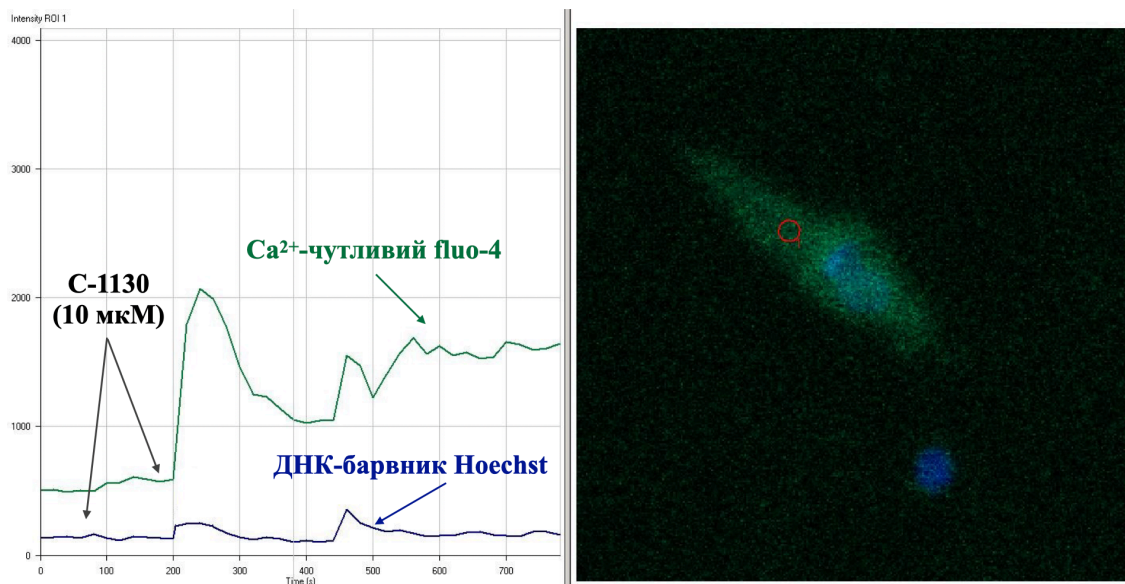 Intensity ROI 1
4000
3000
2000
1000
0
Ca²⁺-чутливий fluo-4
C-1130
(10 мкМ)
ДНК-барвник Hoechst
0 100 200 300 400 500 600 700
Time (s)